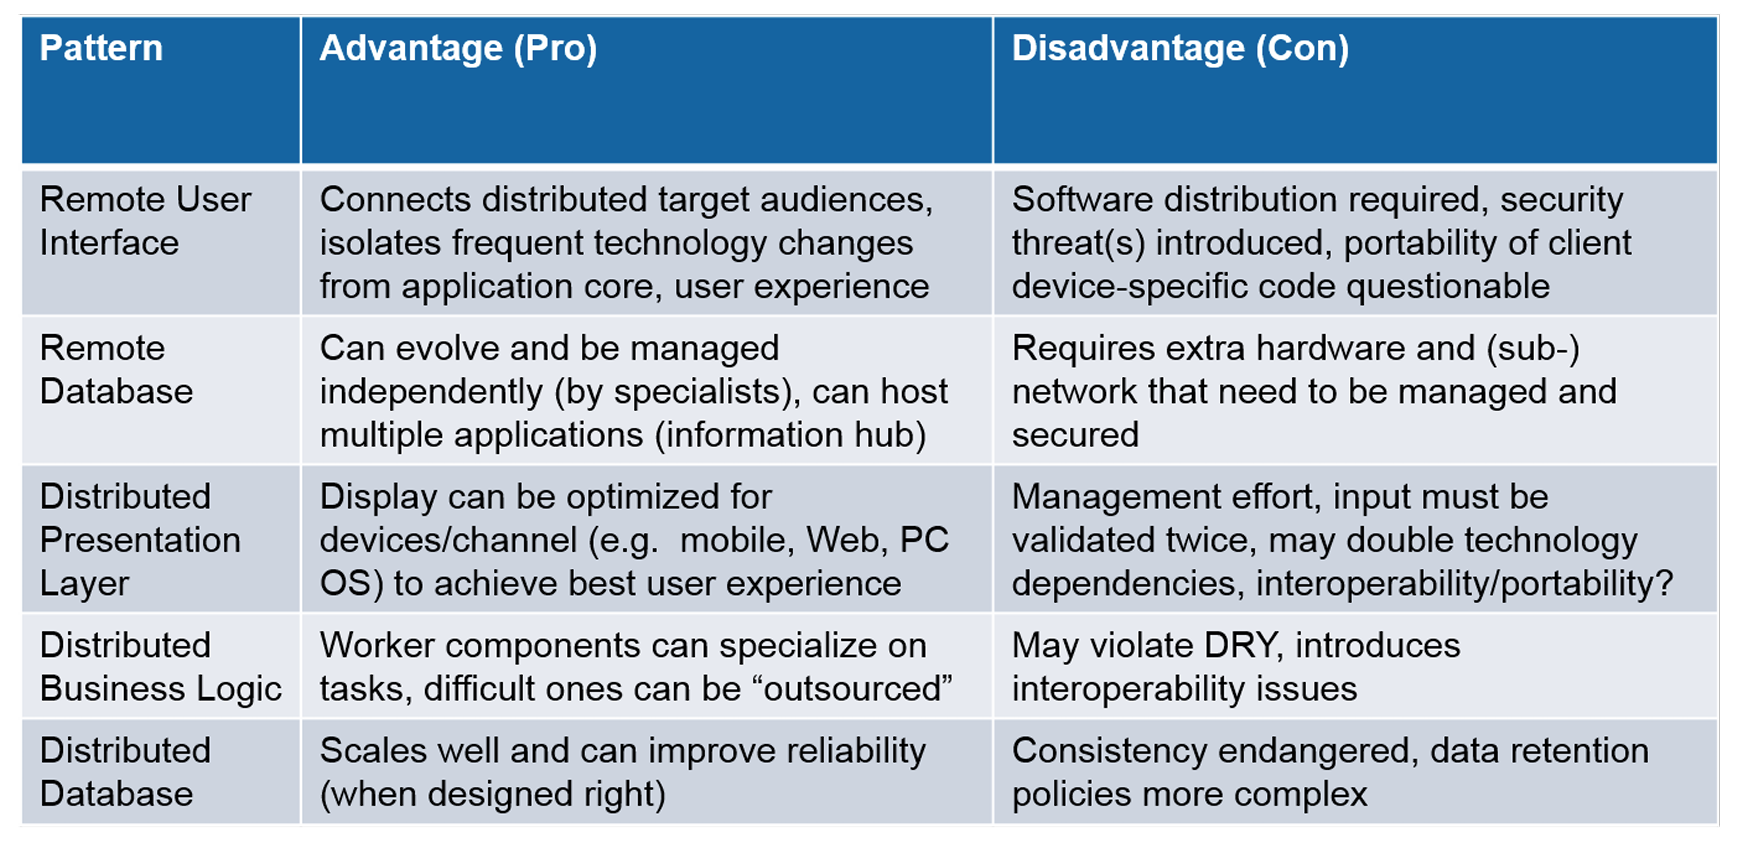 Pattern
Advantage (Pro)
Disadvantage (Con)
Remote User
Interface
Connects distributed target audiences,
isolates frequent technology changes
from application core, user experience
Software distribution required, security
threat(s) introduced, portability of client
device-specific code questionable
Remote
Database
Can evolve and be managed
independently (by specialists), can host
multiple applications (information hub)
Requires extra hardware and (sub-)
network that need to be managed and
secured
Distributed
Presentation
Layer
Display can be optimized for
devices/channel (e.g.  mobile, Web, PC
OS) to achieve best user experience
Management effort, input must be
validated twice, may double technology
dependencies, interoperability/portability?
Distributed
Business Logic
Worker components can specialize on
tasks, difficult ones can be “outsourced”
May violate DRY, introduces
interoperability issues
Distributed
Database
Scales well and can improve reliability
(when designed right)
Consistency endangered, data retention
policies more complex